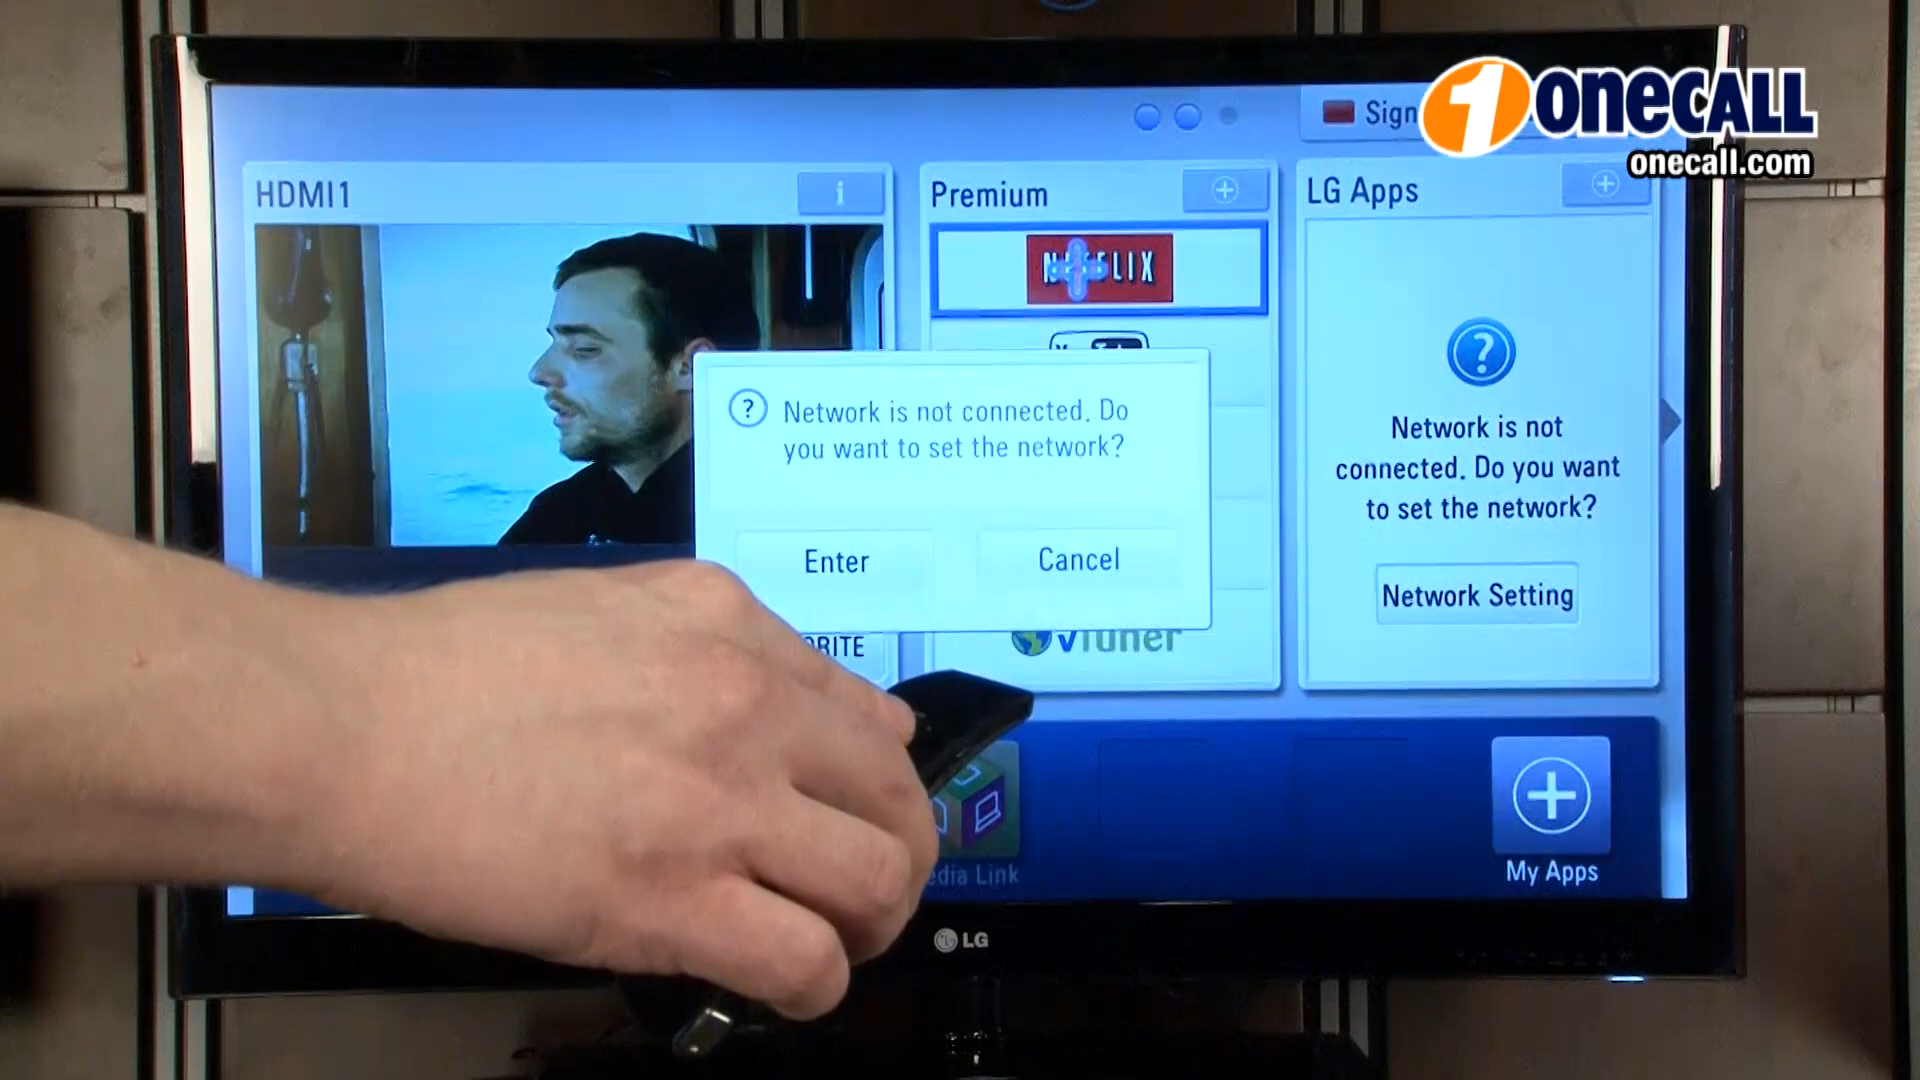 1 onecall
onecall.com
Sign
HDMI1
i
Premium
LG Apps
NETFLIX
Network is not connected. Do
you want to set the network?
Enter
Cancel
Network is not
connected. Do you want
to set the network?
Network Setting
vTuner
My Apps
Link
LG